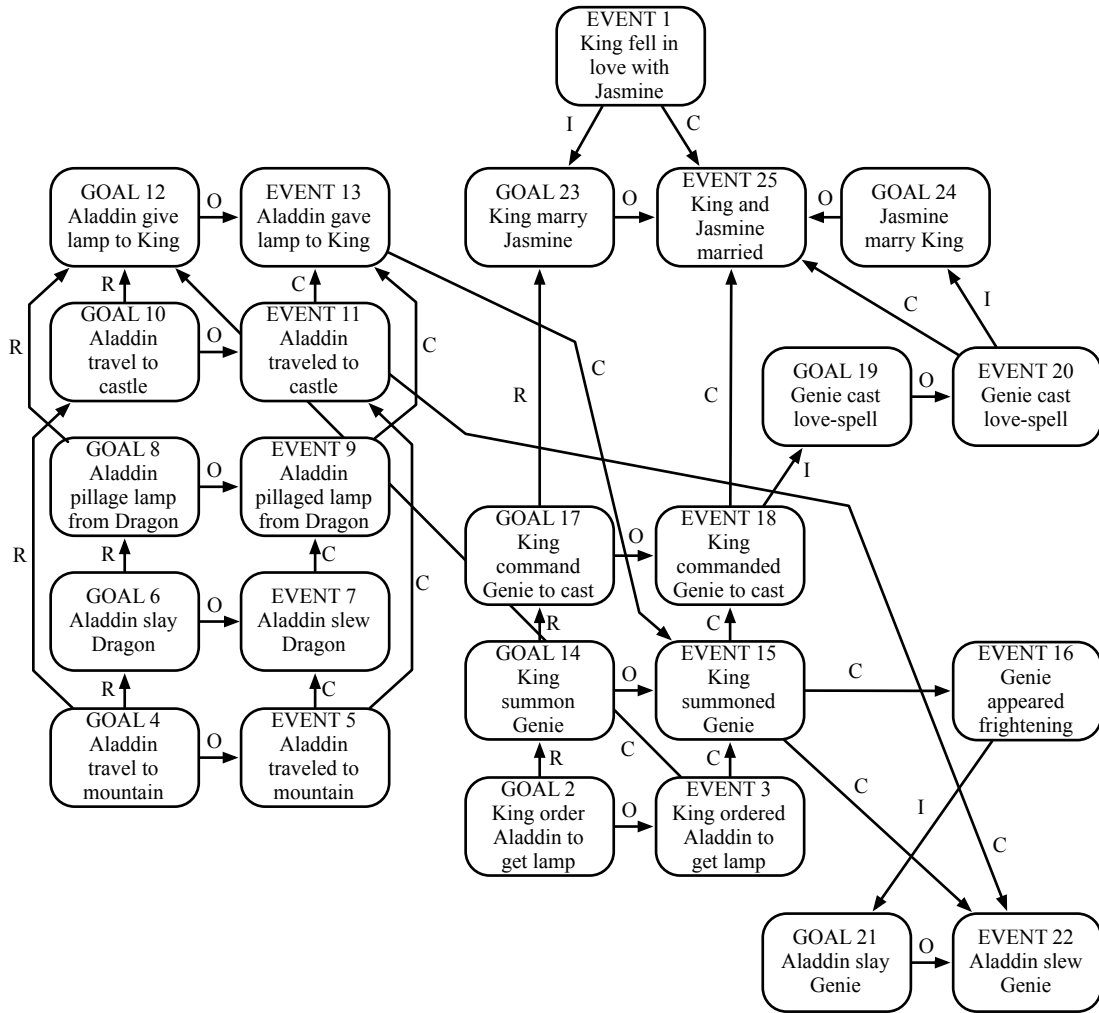 EVENT 1
King fell in
love with
Jasmine
I
C
GOAL 12
Aladdin give
lamp to King
O
EVENT 13
Aladdin gave
lamp to King
GOAL 23
King marry
Jasmine
O
EVENT 25
King and
Jasmine
married
O
GOAL 24
Jasmine
marry King
R
C
C
I
GOAL 10
Aladdin
travel to
castle
O
EVENT 11
Aladdin
traveled to
castle
R
C
C
R
C
GOAL 19
Genie cast
love-spell
O
EVENT 20
Genie cast
love-spell
GOAL 8
Aladdin
pillage lamp
from Dragon
O
EVENT 9
Aladdin
pillaged lamp
from Dragon
I
GOAL 17
King
command
Genie to cast
O
EVENT 18
King
commanded
Genie to cast
R
R
C
C
GOAL 6
Aladdin slay
Dragon
O
EVENT 7
Aladdin slew
Dragon
R
C
GOAL 14
King
summon
Genie
O
EVENT 15
King
summoned
Genie
C
EVENT 16
Genie
appeared
frightening
R
C
GOAL 4
Aladdin
travel to
mountain
O
EVENT 5
Aladdin
traveled to
mountain
C
R
C
C
I
GOAL 2
King order
Aladdin to
get lamp
O
EVENT 3
King ordered
Aladdin to
get lamp
C
GOAL 21
Aladdin slay
Genie
O
EVENT 22
Aladdin slew
Genie